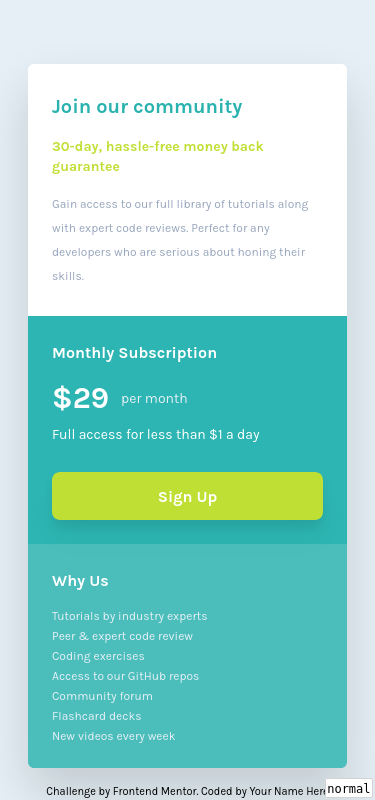 Join our community
30-day, hassle-free money back
guarantee
Gain access to our full library of tutorials along
with expert code reviews. Perfect for any
developers who are serious about honing their
skills.
Monthly Subscription
$29 per month
Full access for less than $1 a day
Sign Up
Why Us
Tutorials by industry experts
Peer & expert code review
Coding exercises
Access to our GitHub repos
Community forum
Flashcard decks
New videos every week
Challenge by Frontend Mentor. Coded by Your Name Here
normal